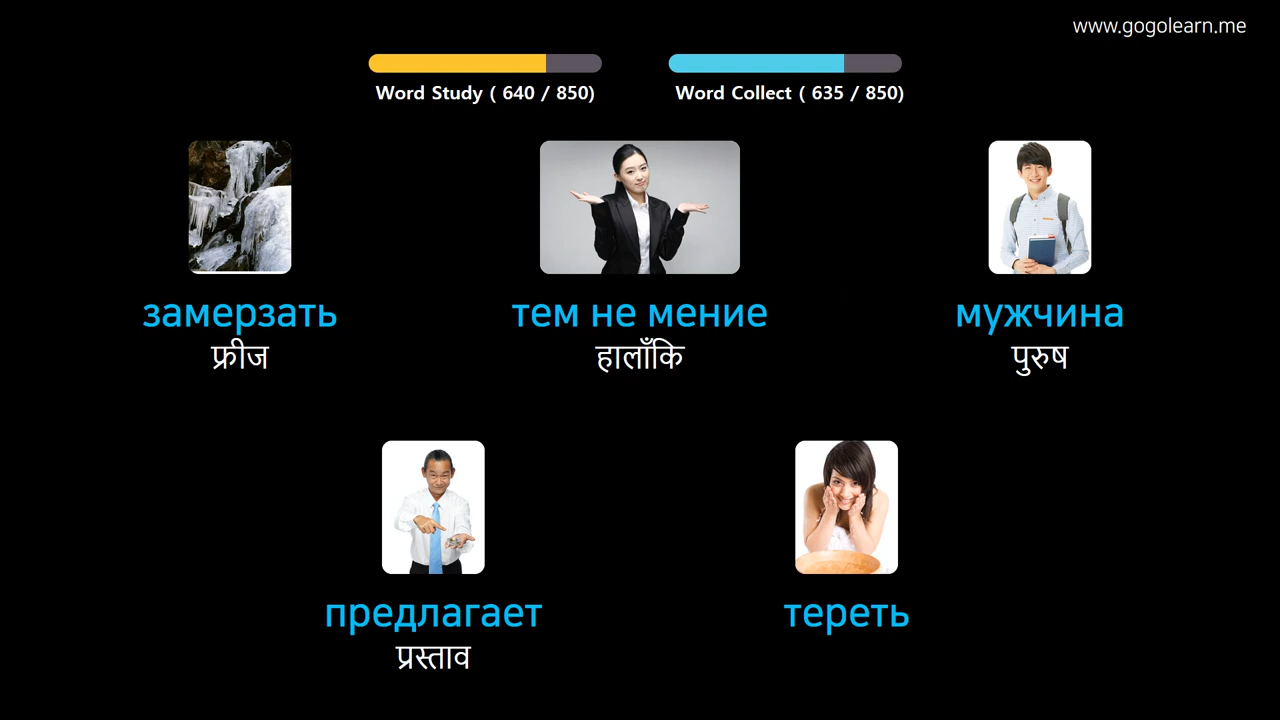 www.gogolearn.me
Word Study ( 640 / 850)
Word Collect ( 635 / 850)
замерзать
फ्रीज
тем не мение
हालाँकि
мужчина
पुरुष
предлагает
प्रस्ताव
тереть